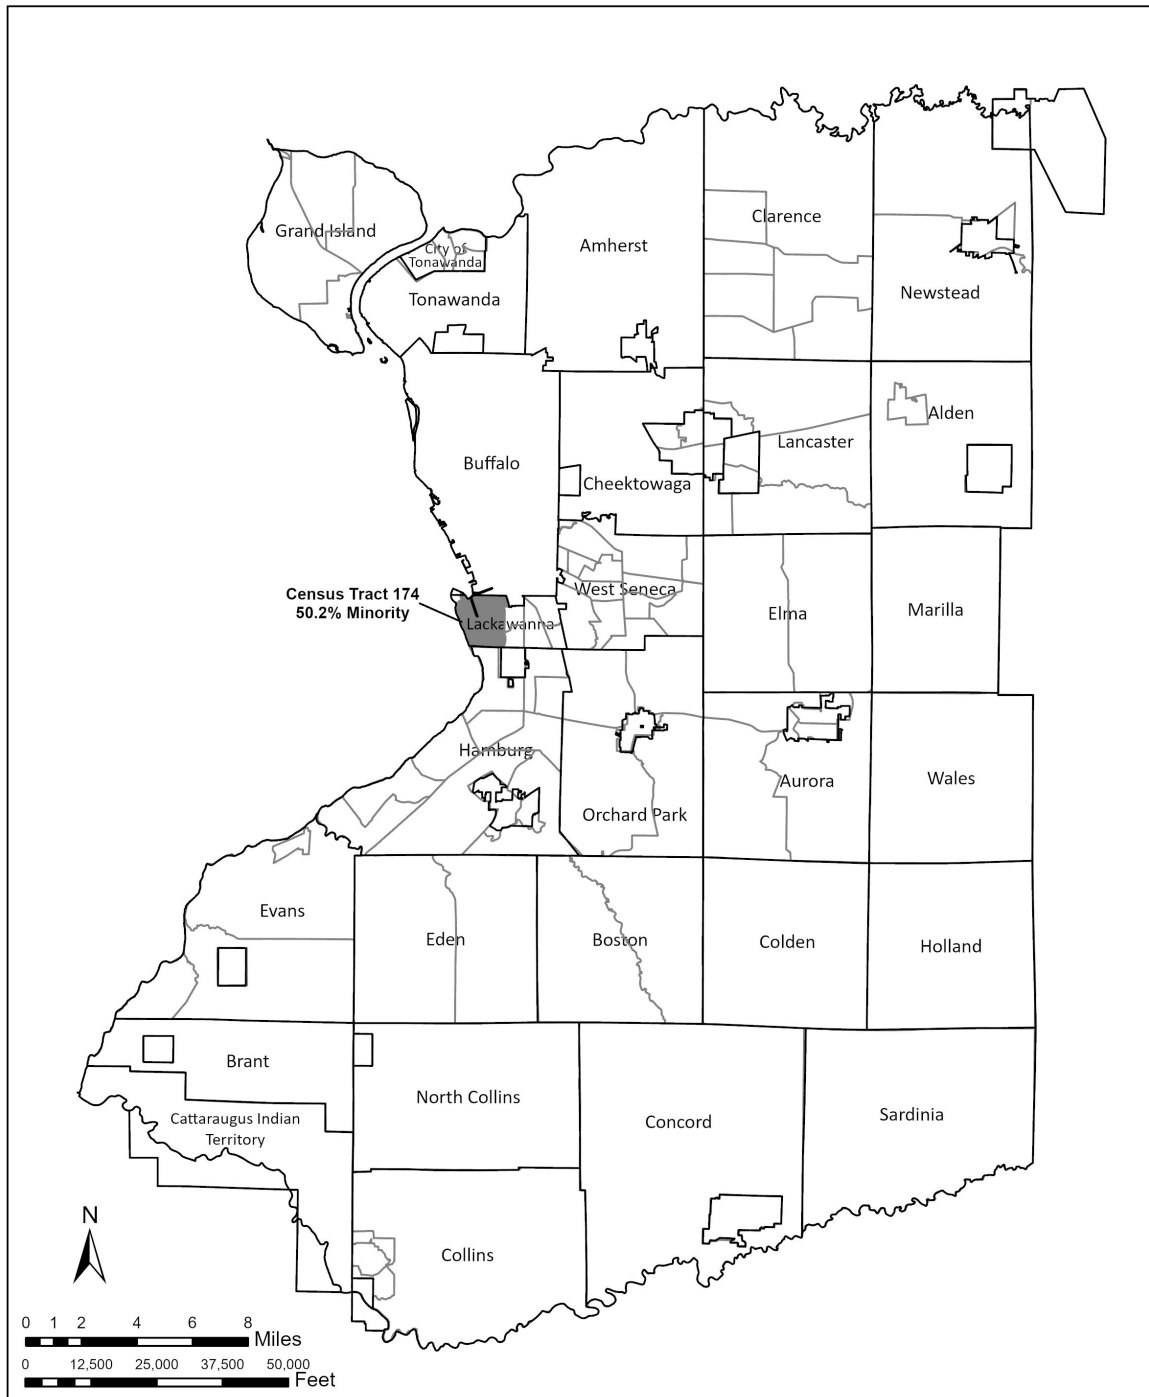 Grand Island
City of
Tonawanda
Tonawanda
Amherst
Clarence
Newstead
Buffalo
Cheektowaga
Lancaster
Alden
Census Tract 174
50.2% Minority
Lackawanna
West Seneca
Elma
Marilla
Hamburg
Orchard Park
Aurora
Wales
Evans
Eden
Boston
Colden
Holland
Brant
Cattaraugus Indian
Territory
North Collins
Concord
Sardinia
Collins
N
0 1 2 4 6 8
Miles
0 12,500 25,000 37,500 50,000
Feet